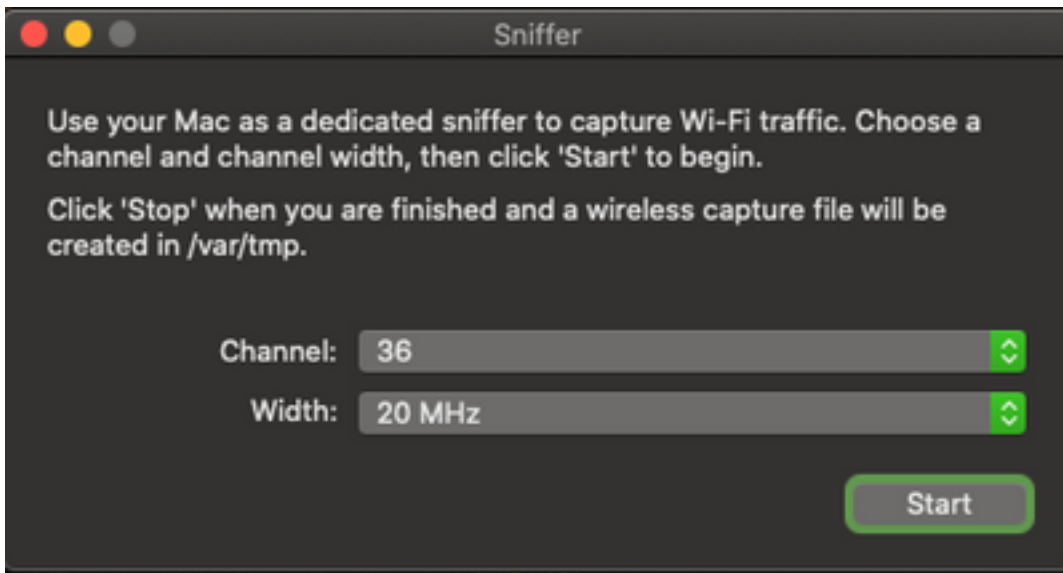 Sniffer
Use your Mac as a dedicated sniffer to capture Wi-Fi traffic. Choose a
channel and channel width, then click 'Start' to begin.
Click 'Stop' when you are finished and a wireless capture file will be
created in /var/tmp.
Channel: 36
Width: 20 MHz
Start